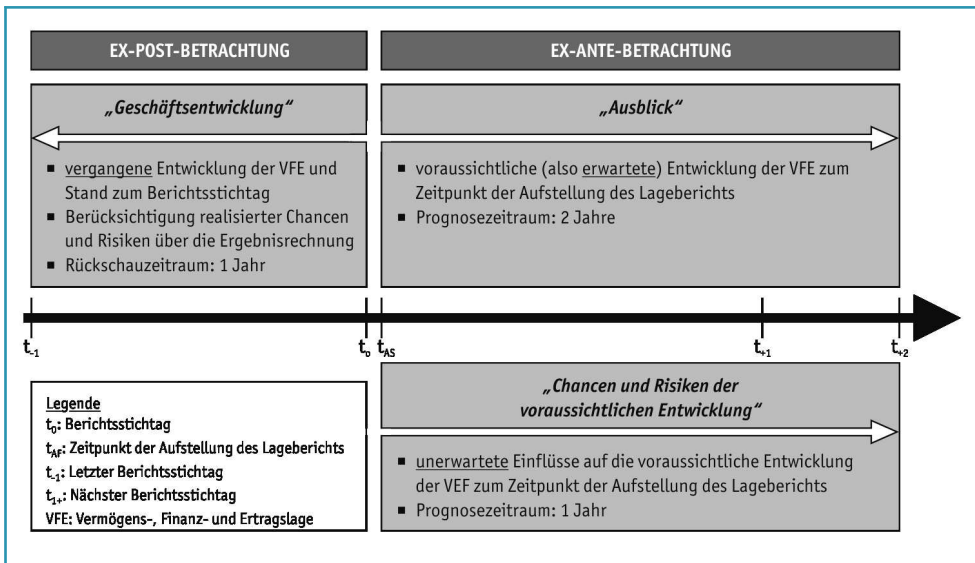 EX-POST-BETRACHTUNG
EX-ANTE-BETRACHTUNG
„Geschäftsentwicklung“
▪ vergangene Entwicklung der VFE und
Stand zum Berichtsstichtag
▪ Berücksichtigung realisierter Chancen
und Risiken über die Ergebnisrechnung
▪ Rückschauzeitraum: 1 Jahr
„Ausblick“
▪ voraussichtliche (also erwartete) Entwicklung der VFE zum
Zeitpunkt der Aufstellung des Lageberichts
▪ Prognosezeitraum: 2 Jahre
t-1
t0
tAS
t+1
t+2
Legende
t0: Berichtsstichtag
tAF: Zeitpunkt der Aufstellung des Lageberichts
t-1: Letzter Berichtsstichtag
t1+: Nächster Berichtsstichtag
VFE: Vermögens-, Finanz- und Ertragslage
„Chancen und Risiken der
voraussichtlichen Entwicklung“
▪ unerwartete Einflüsse auf die voraussichtliche Entwicklung
der VEF zum Zeitpunkt der Aufstellung des Lageberichts
▪ Prognosezeitraum: 1 Jahr